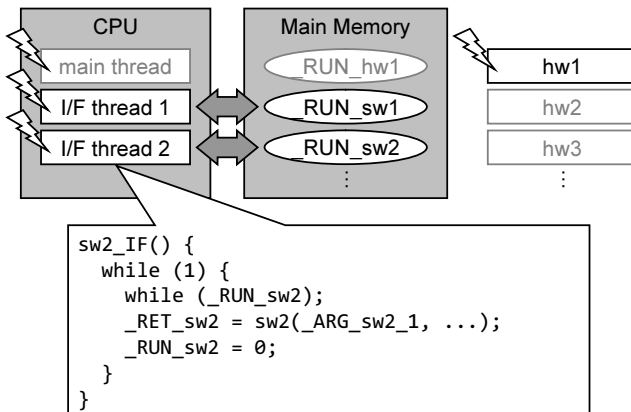 CPU
Main Memory
main thread
_RUN_hw1
hw1
I/F thread 1
_RUN_sw1
hw2
I/F thread 2
_RUN_sw2
hw3
⋮
⋮
sw2_IF() {
  while (1) {
    while (_RUN_sw2);
    _RET_sw2 = sw2(_ARG_sw2_1, ...);
    _RUN_sw2 = 0;
  }
}